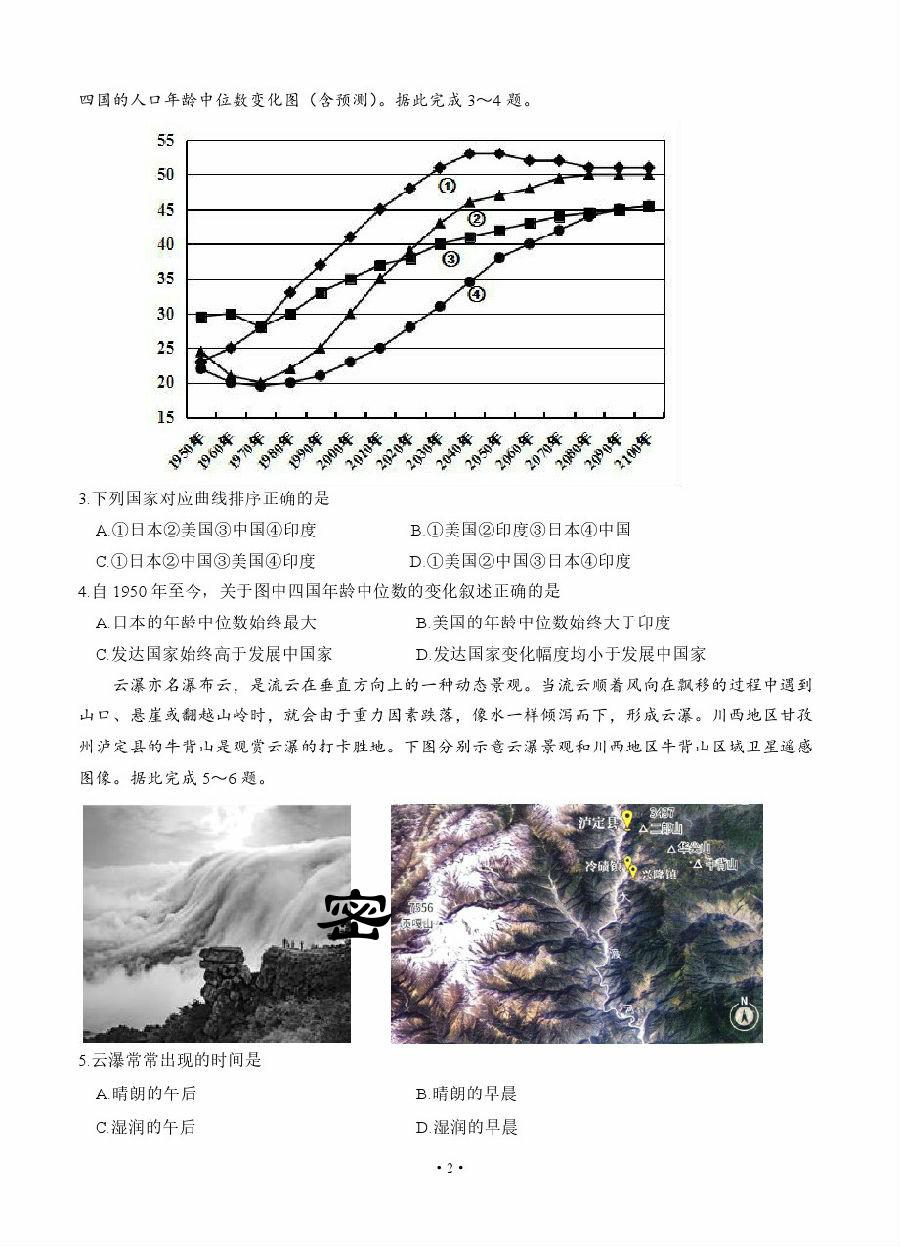 四国的人口年龄中位数变化图（含预测）。据此完成3～4题。
55
50
45
40
35
30
25
20
15
①
②
③
④
1950年
1960年
1970年
1980年
1990年
2000年
2010年
2020年
2030年
2040年
2050年
2060年
2070年
2080年
2090年
2100年
3.下列国家对应曲线排序正确的是
A.①日本②美国③中国④印度 B.①美国②印度③日本④中国
C.①日本②中国③美国④印度 D.①美国②中国③日本④印度
4.自1950年至今，关于图中四国年龄中位数的变化叙述正确的是
A.日本的年龄中位数始终最大 B.美国的年龄中位数始终大于印度
C.发达国家始终高于发展中国家 D.发达国家变化幅度均小于发展中国家
云瀑亦名瀑布云，是流云在垂直方向上的一种动态景观。当流云顺着风向在飘移的过程中遇到
山口、悬崖或翻越山岭时，就会由于重力因素跌落，像水一样倾泻而下，形成云瀑。川西地区甘孜
州泸定县的牛背山是观赏云瀑的打卡胜地。下图分别示意云瀑景观和川西地区牛背山区域卫星遥感
图像。据此完成5～6题。
密
泸定县
3437
二郎山
华尖山
牛背山
冷碛镇
兴隆镇
大
7556
贡嘎山
N
5.云瀑常常出现的时间是
A.晴朗的午后 B.晴朗的早晨
C.湿润的午后 D.湿润的早晨
·2·